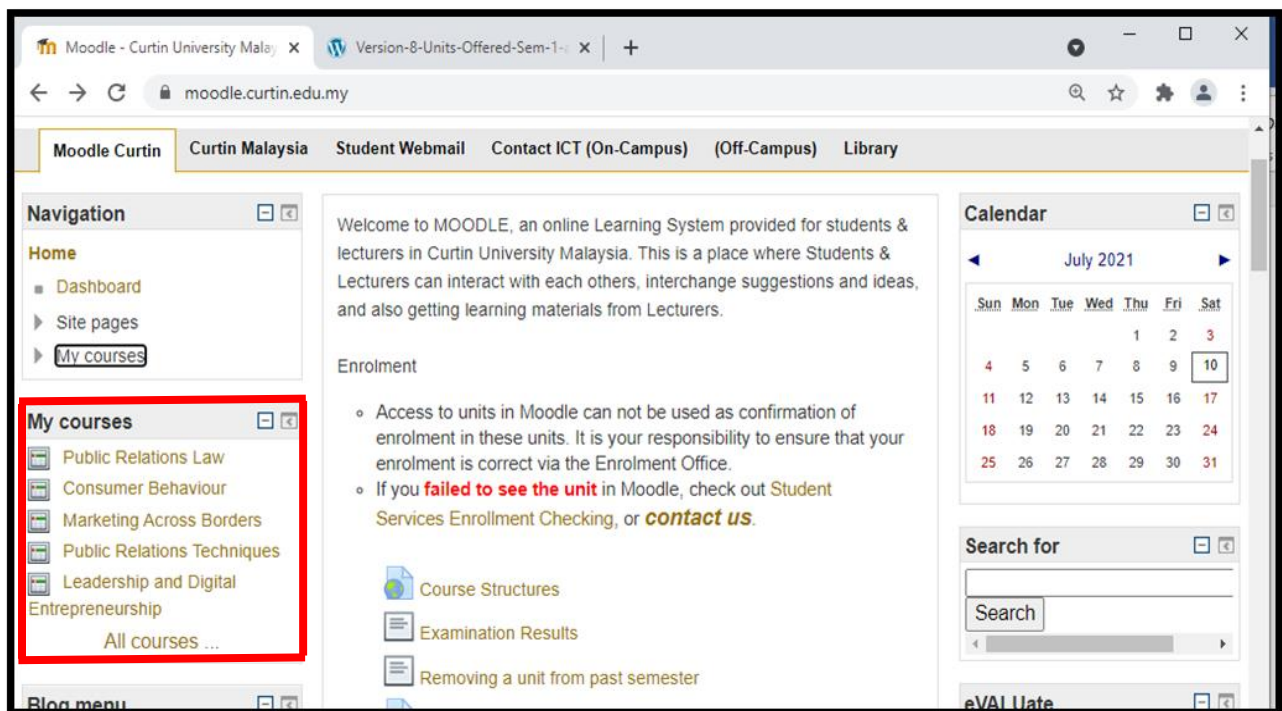 Moodle - Curtin University Malay
Version-8-Units-Offered-Sem-1-a
moodle.curtin.edu.my
Moodle Curtin Curtin Malaysia Student Webmail Contact ICT (On-Campus) (Off-Campus) Library
Navigation
Home
Dashboard
Site pages
My courses
My courses
Public Relations Law
Consumer Behaviour
Marketing Across Borders
Public Relations Techniques
Leadership and Digital
Entrepreneurship
All courses ...
Blog menu
Welcome to MOODLE, an online Learning System provided for students &
lecturers in Curtin University Malaysia. This is a place where Students &
Lecturers can interact with each others, interchange suggestions and ideas,
and also getting learning materials from Lecturers.
Enrolment
Access to units in Moodle can not be used as confirmation of
enrolment in these units. It is your responsibility to ensure that your
enrolment is correct via the Enrolment Office.
If you failed to see the unit in Moodle, check out Student
Services Enrollment Checking, or contact us.
Course Structures
Examination Results
Removing a unit from past semester
Calendar
July 2021
Sun Mon Tue Wed Thu Fri Sat
1 2 3
4 5 6 7 8 9 10
11 12 13 14 15 16 17
18 19 20 21 22 23 24
25 26 27 28 29 30 31
Search for
Search
eVALUate